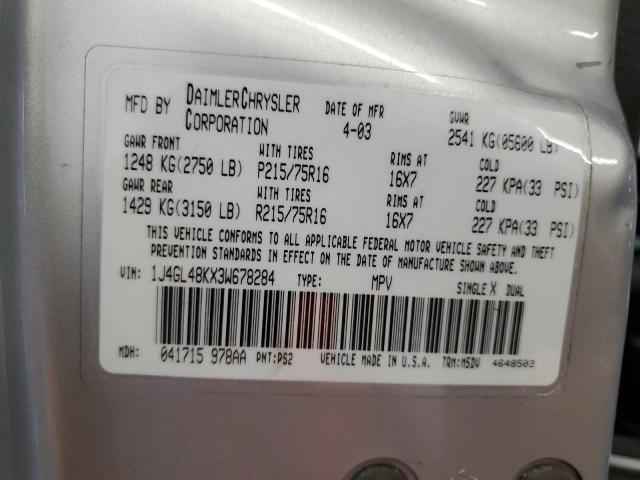 MFD BY DAIMLERCHRYSLER CORPORATION DATE OF MFR 4-03 GVWR 2541 KG(05600 LB)
GAWR FRONT WITH TIRES RIMS AT COLD
1248 KG(2750 LB) P215/75R16 16X7 227 KPA(33 PSI)
GAWR REAR WITH TIRES RIMS AT COLD
1429 KG(3150 LB) R215/75R16 16X7 227 KPA(33 PSI)
THIS VEHICLE CONFORMS TO ALL APPLICABLE FEDERAL MOTOR VEHICLE SAFETY AND THEFT
PREVENTION STANDARDS IN EFFECT ON THE DATE OF MANUFACTURE SHOWN ABOVE.
VIN: 1J4GL48KX3W678284 TYPE: MPV SINGLE X DUAL
MDH: 041715 978AA PNT:PS2 VEHICLE MADE IN U.S.A. TRM:M5DV 4648503